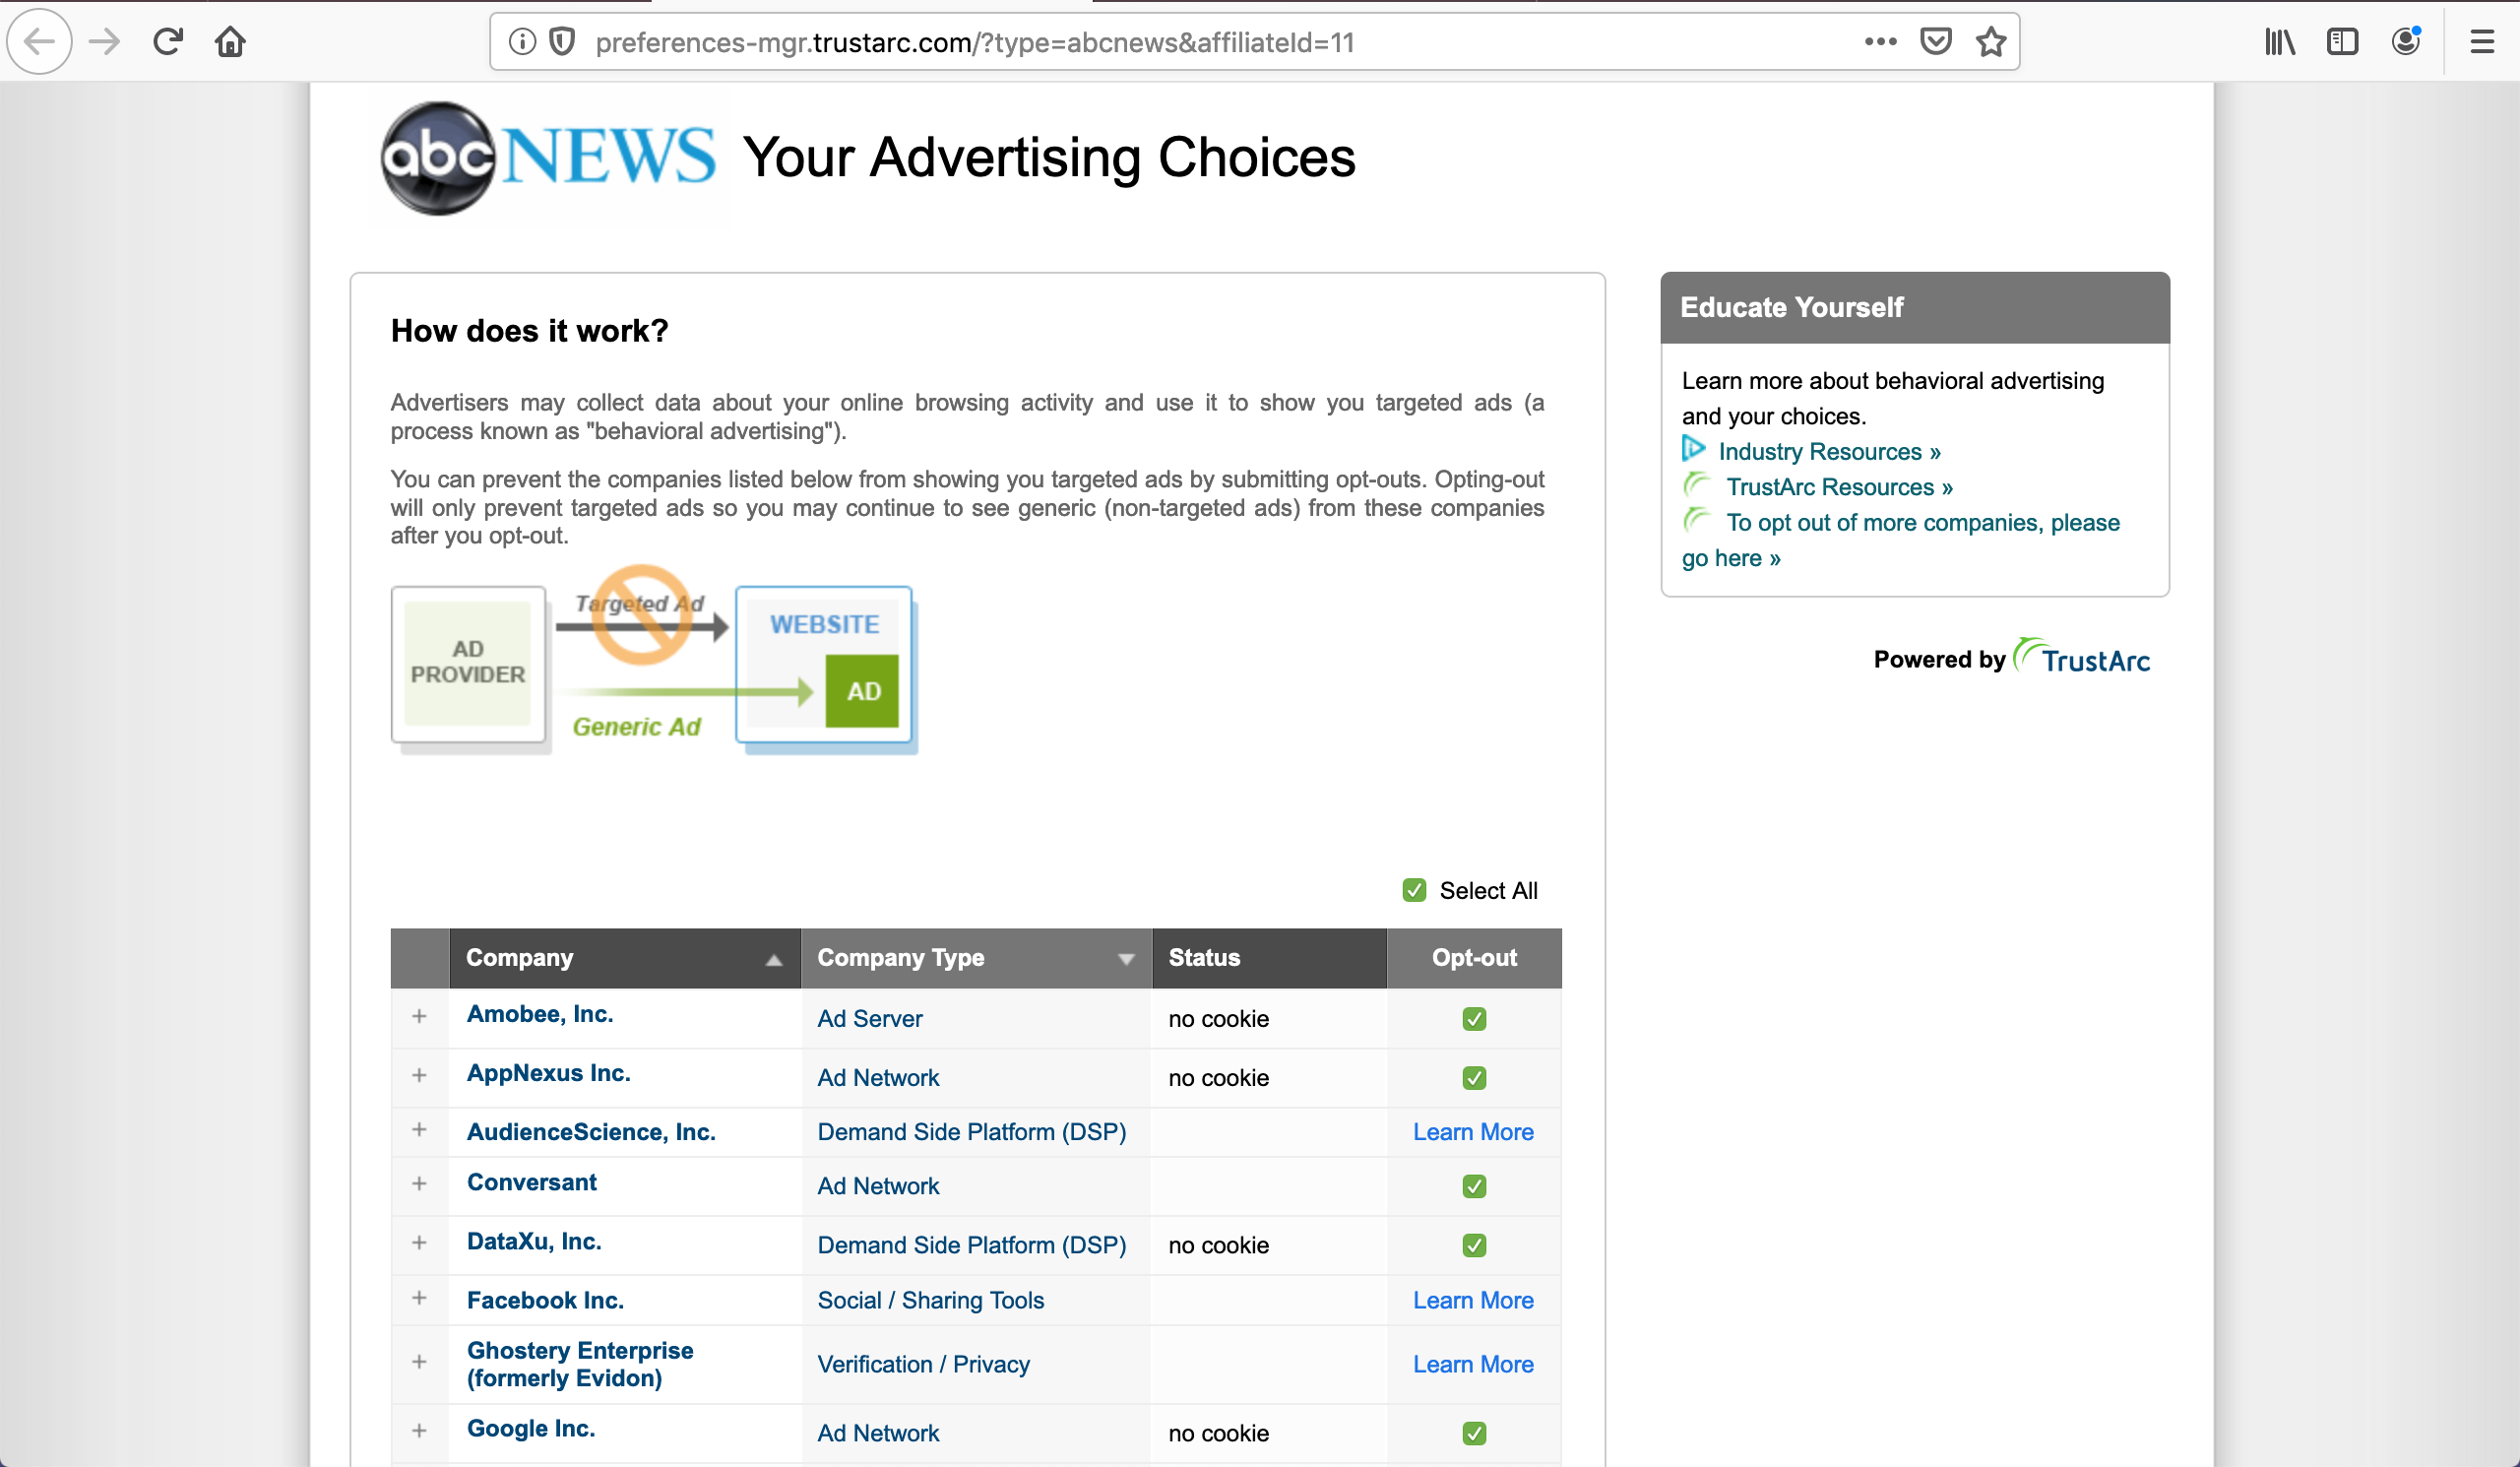 preferences-mgr.trustarc.com/?type=abcnews&affiliateId=11
abc NEWS Your Advertising Choices
How does it work?
Advertisers may collect data about your online browsing activity and use it to show you targeted ads (a
process known as "behavioral advertising").
You can prevent the companies listed below from showing you targeted ads by submitting opt-outs. Opting-out
will only prevent targeted ads so you may continue to see generic (non-targeted ads) from these companies
after you opt-out.
AD
PROVIDER
Targeted Ad
Generic Ad
WEBSITE
AD
Select All
Company Company Type Status Opt-out
+ Amobee, Inc. Ad Server no cookie
+ AppNexus Inc. Ad Network no cookie
+ AudienceScience, Inc. Demand Side Platform (DSP) Learn More
+ Conversant Ad Network
+ DataXu, Inc. Demand Side Platform (DSP) no cookie
+ Facebook Inc. Social / Sharing Tools Learn More
+ Ghostery Enterprise
(formerly Evidon) Verification / Privacy Learn More
+ Google Inc. Ad Network no cookie
Educate Yourself
Learn more about behavioral advertising
and your choices.
Industry Resources »
TrustArc Resources »
To opt out of more companies, please
go here »
Powered by TrustArc